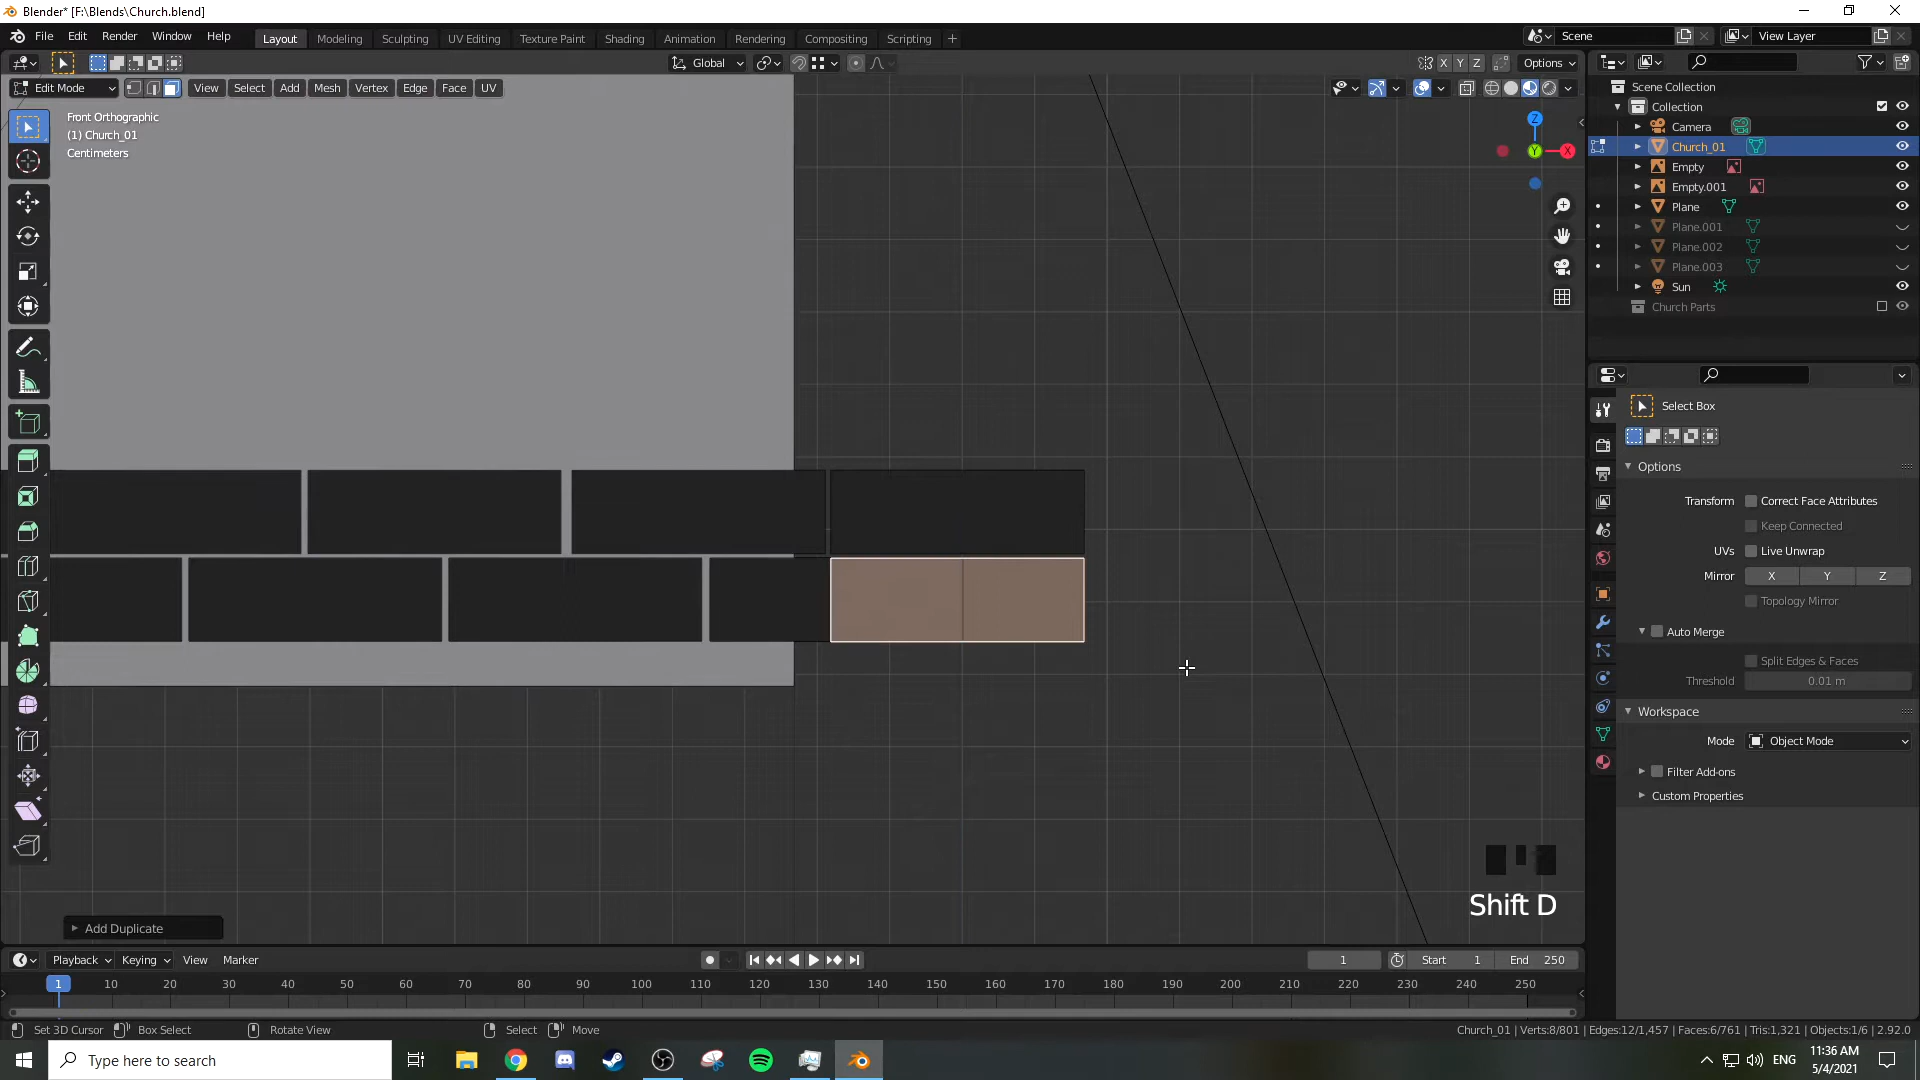 Blender* [F:\Blends\Church.blend]
File Edit Render Window Help
Layout Modeling Sculpting UV Editing Texture Paint Shading Animation Rendering Compositing Scripting +
Scene
View Layer
Global
X Y Z
Options
Edit Mode
View Select Add Mesh Vertex Edge Face UV
Front Orthographic
(1) Church_01
Centimeters
Z
Y
X
Scene Collection
Collection
Camera
Church_01
Empty
Empty.001
Plane
Plane.001
Plane.002
Plane.003
Sun
Church Parts
Select Box
Options
Transform Correct Face Attributes
Keep Connected
UVs Live Unwrap
Mirror X Y Z
Topology Mirror
Auto Merge
Split Edges & Faces
Threshold 0.01 m
Workspace
Mode Object Mode
Filter Add-ons
Custom Properties
Shift D
Add Duplicate
Playback Keying View Marker
1
Start 1
End 250
1 10 20 30 40 50 60 70 80 90 100 110 120 130 140 150 160 170 180 190 200 210 220 230 240 250
Set 3D Cursor Box Select Rotate View Select Move
Church_01 | Verts:8/801 | Edges:12/1,457 | Faces:6/761 | Tris:1,321 | Objects:1/6 | 2.92.0
Type here to search
ENG
11:36 AM
5/4/2021